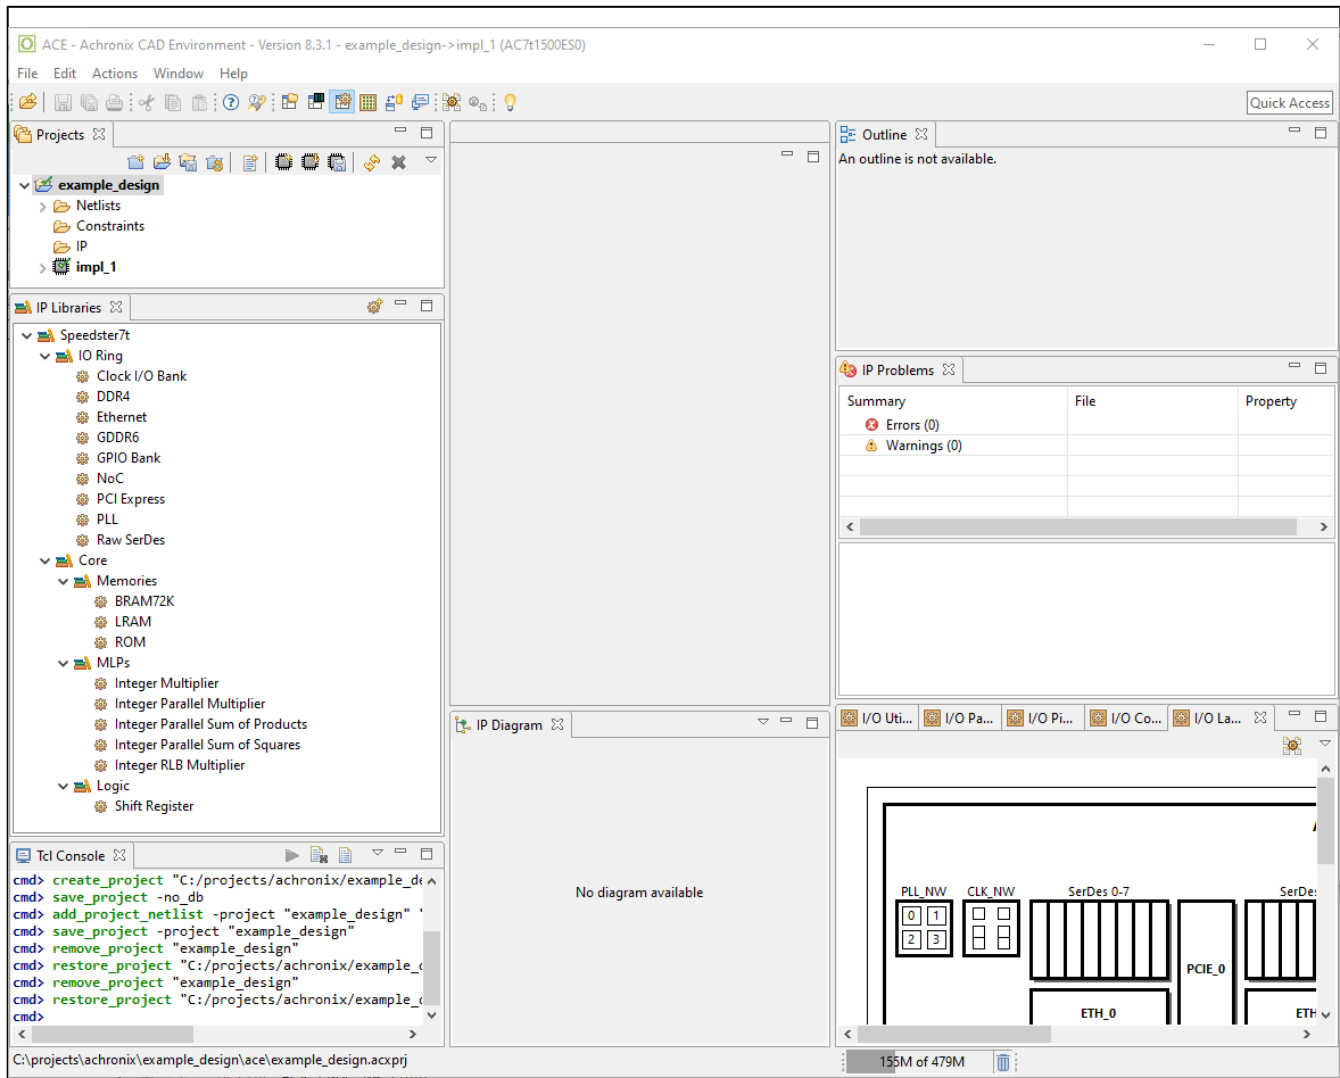 ACE - Achronix CAD Environment - Version 8.3.1 - example_design->impl_1 (AC7t1500ES0)
File Edit Actions Window Help
Quick Access
Projects
example_design
Netlists
Constraints
IP
impl_1
IP Libraries
Speedster7t
IO Ring
Clock I/O Bank
DDR4
Ethernet
GDDR6
GPIO Bank
NoC
PCI Express
PLL
Raw SerDes
Core
Memories
BRAM72K
LRAM
ROM
MLPs
Integer Multiplier
Integer Parallel Multiplier
Integer Parallel Sum of Products
Integer Parallel Sum of Squares
Integer RLB Multiplier
Logic
Shift Register
Tcl Console
cmd> create_project "C:/projects/achronix/example_de
cmd> save_project -no_db
cmd> add_project_netlist -project "example_design" "
cmd> save_project -project "example_design"
cmd> remove_project "example_design"
cmd> restore_project "C:/projects/achronix/example_d
cmd> remove_project "example_design"
cmd> restore_project "C:/projects/achronix/example_d
cmd>
IP Diagram
No diagram available
Outline
An outline is not available.
IP Problems
Summary File Property
Errors (0)
Warnings (0)
I/O Uti... I/O Pa... I/O Pi... I/O Co... I/O La...
PLL_NW CLK_NW SerDes 0-7 SerDes
0 1
2 3
PCIE_0
ETH_0 ETH
C:\projects\achronix\example_design\ace\example_design.acxprj
155M of 479M